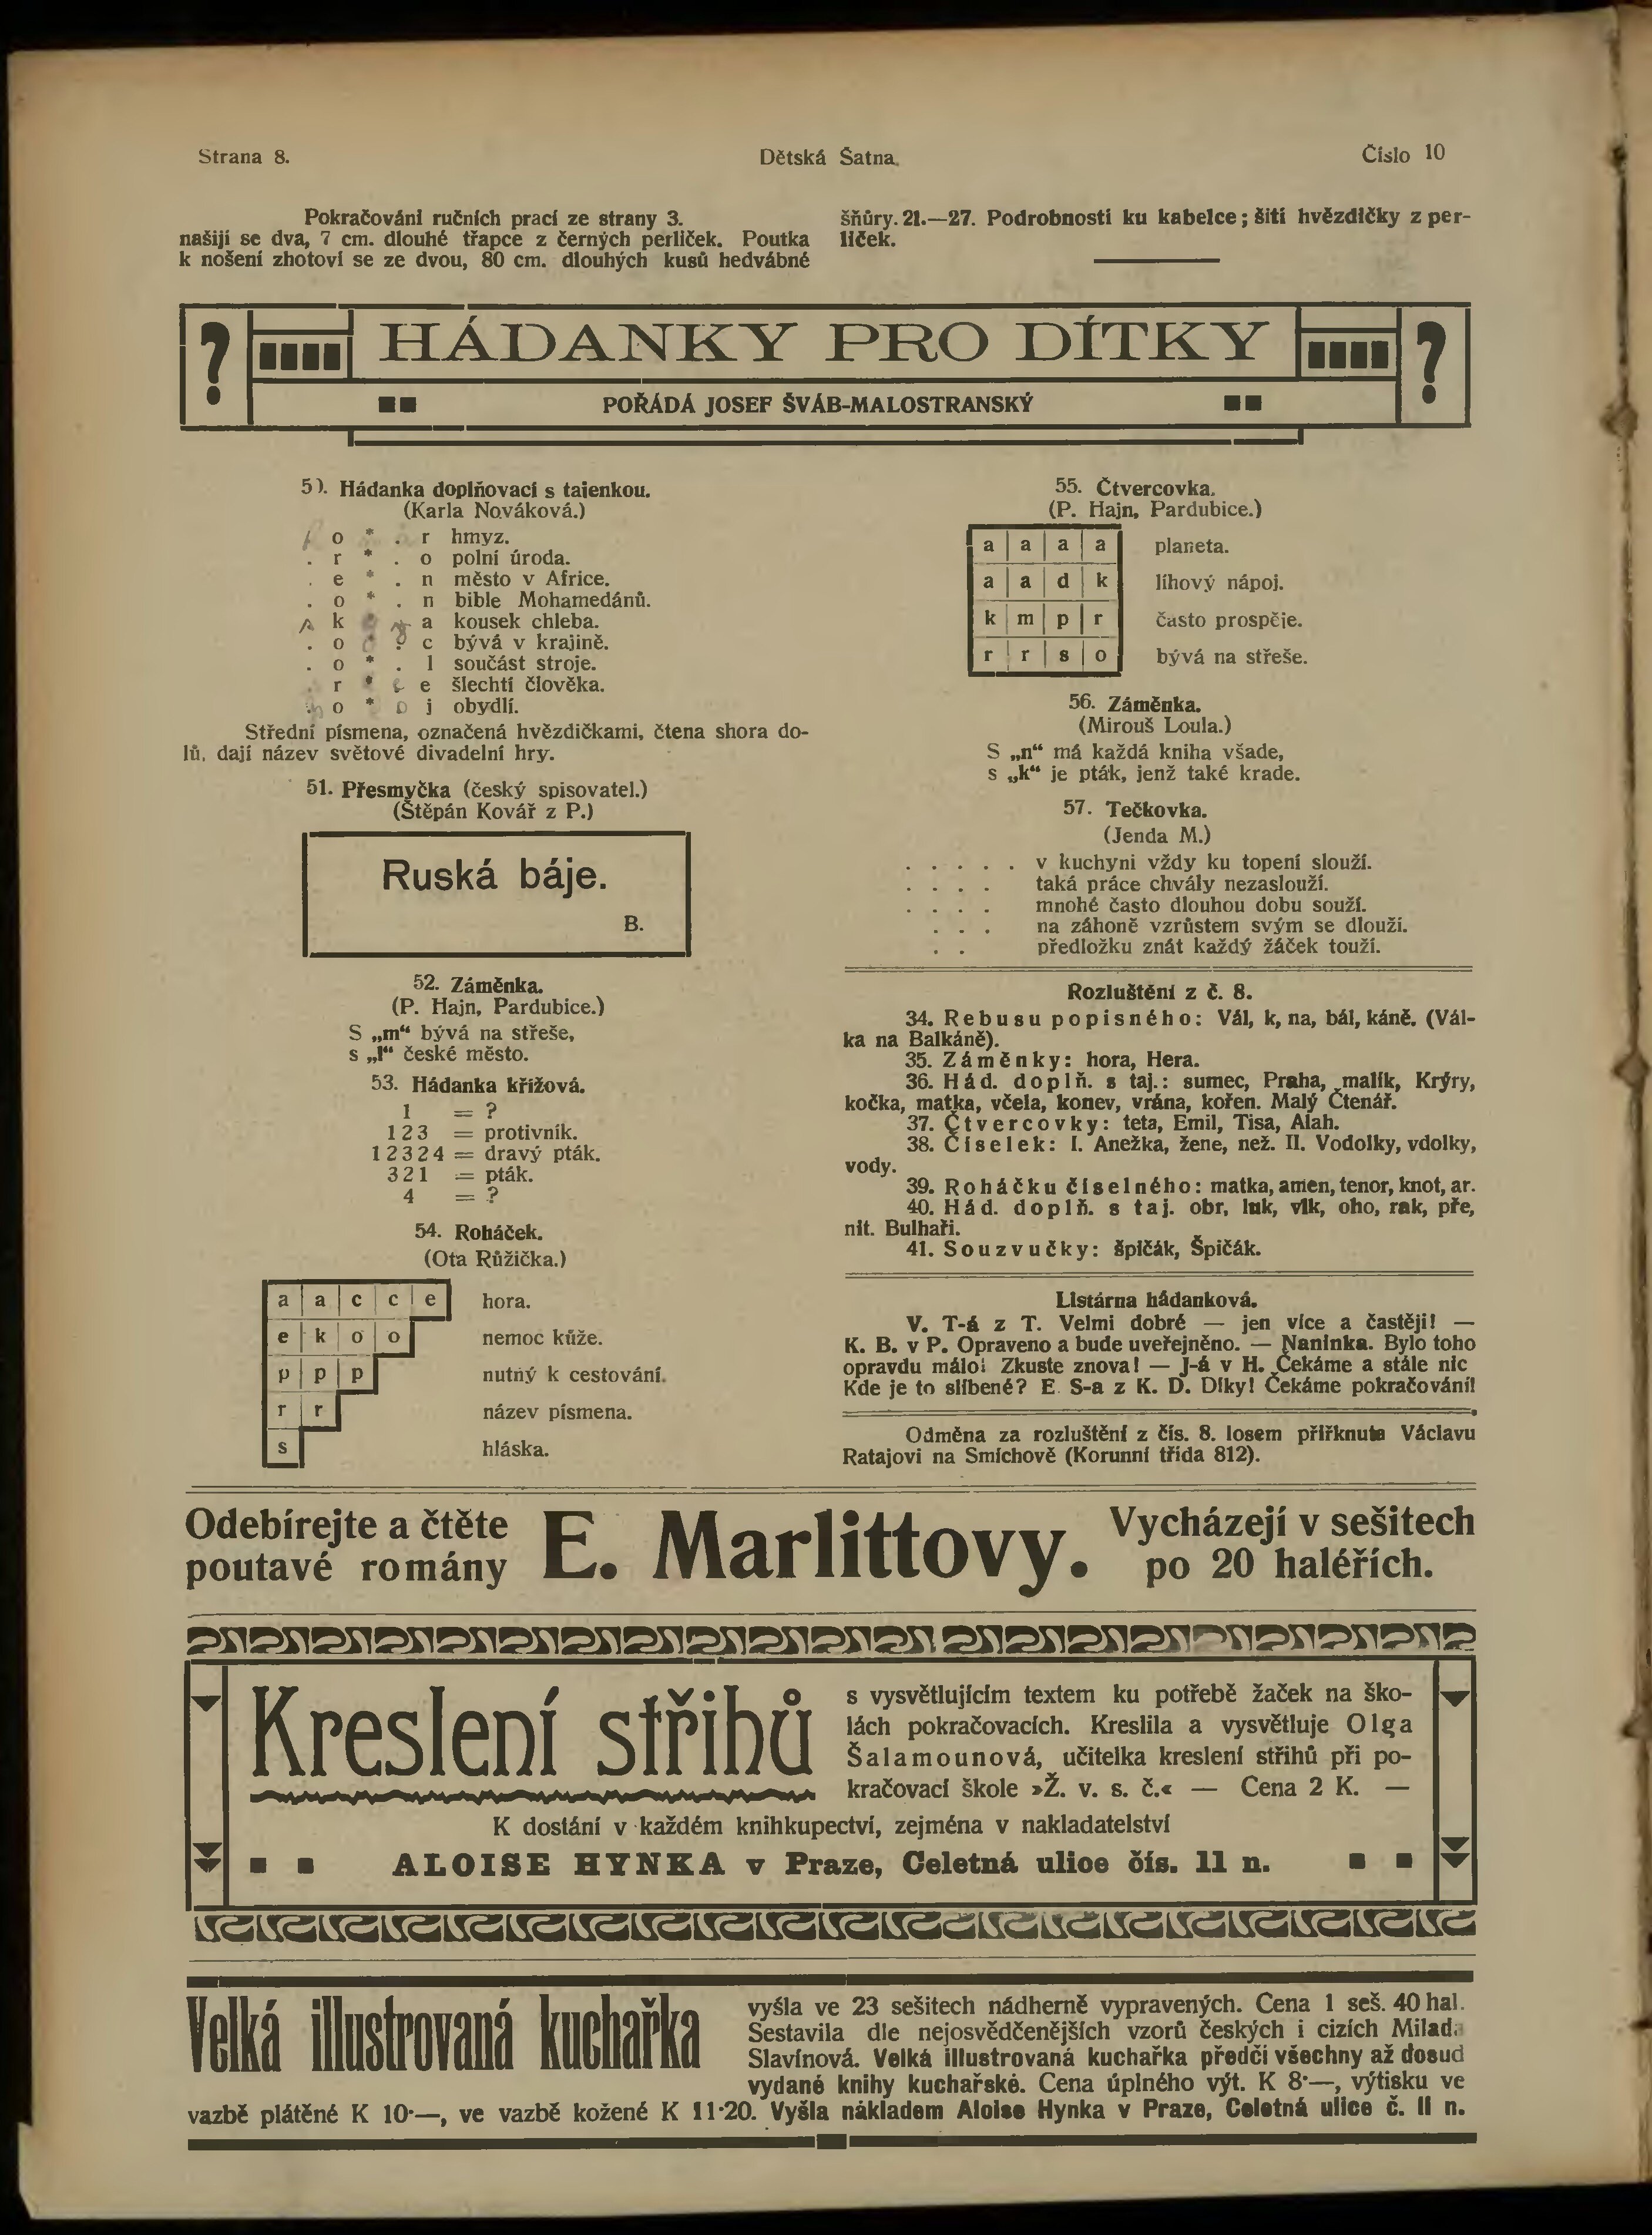 Strana 8.
Dětská Šatna.
Číslo 10
Pokračování ručních prací ze strany 3.
našijí se dva, 7 cm. dlouhé třapce z černých perliček. Poutka
k nošení zhotoví se ze dvou, 80 cm. dlouhých kusů hedvábné
šňůry. 21.—27. Podrobnosti ku kabelce; šití hvězdičky z per-
liček.
? HÁDANKY PRO DÍTKY ?
POŘÁDÁ JOSEF ŠVÁB-MALOSTRANSKÝ
50. Hádanka doplňovací s tajenkou.
(Karla Nováková.)
. o * . r hmyz.
. r * . o polní úroda.
. e * . n město v Africe.
. o * . n bible Mohamedánů.
. k * . a kousek chleba.
. o * . c bývá v krajině.
. o * . l součást stroje.
. r * . e šlechtí člověka.
. o * . j obydlí.
Střední písmena, označená hvězdičkami, čtena shora do-
lů, dají název světové divadelní hry.
51. Přesmyčka (český spisovatel.)
(Štěpán Kovář z P.)
Ruská báje.
B.
52. Záměnka.
(P. Hajn, Pardubice.)
S „m“ bývá na střeše,
s „l“ české město.
53. Hádanka křížová.
1 = ?
1 2 3 = protivník.
1 2 3 2 4 = dravý pták.
3 2 1 = pták.
4 = ?
54. Roháček.
(Ota Růžička.)
a a c c e hora.
e k o o nemoc kůže.
p p p nutný k cestování.
r r název písmena.
s hláska.
55. Čtvercovka.
(P. Hajn, Pardubice.)
a a a a planeta.
a a d k líhový nápoj.
k m p r často prospěje.
r r s o bývá na střeše.
56. Záměnka.
(Mirouš Loula.)
S „n“ má každá kniha všade,
s „k“ je pták, jenž také krade.
57. Tečkovka.
(Jenda M.)
. . . . . v kuchyni vždy ku topení slouží.
. . . . taká práce chvály nezaslouží.
. . . . mnohé často dlouhou dobu souží.
. . . na záhoně vzrůstem svým se dlouží.
. . předložku znát každý žáček touží.
Rozluštění z č. 8.
34. Rebusu popisného: Vál, k, na, bál, káně. (Vál-
ka na Balkáně).
35. Záměnky: hora, Hera.
36. Hád. doplň. s taj.: sumec, Praha, malík, Krýry,
kočka, matka, včela, konev, vrána, kořen. Malý Čtenář.
37. Čtvercovky: teta, Emil, Tisa, Alah.
38. Číselek: I. Anežka, žene, než. II. Vodolky, vdolky,
vody.
39. Roháčku číselného: matka, amen, tenor, knot, ar.
40. Hád. doplň. s taj. obr, luk, vlk, oho, rak, pře,
nit. Bulhaři.
41. Souzvučky: špičák, Špičák.
Listárna hádanková.
V. T-á z T. Velmi dobré — jen více a častěji! —
K. B. v P. Opraveno a bude uveřejněno. — Naninka. Bylo toho
opravdu málo! Zkuste znova! — J-á v H. Čekáme a stále nic
Kde je to slíbené? E. S-a z K. D. Díky! Čekáme pokračování!
Odměna za rozluštění z čís. 8. losem přiřknuta Václavu
Ratajovi na Smíchově (Korunní třída 812).
Odebírejte a čtěte
poutavé romány
E. Marlittovy.
Vycházejí v sešitech
po 20 haléřích.
Kreslení střihů
s vysvětlujícím textem ku potřebě žaček na ško-
lách pokračovacích. Kreslila a vysvětluje Olga
Šalamounová, učitelka kreslení střihů při po-
kračovací škole »Ž. v. s. č.« — Cena 2 K. —
K dostání v každém knihkupectví, zejména v nakladatelství
ALOISE HYNKA v Praze, Celetná ulice čís. 11 n.
Velká illustrovaná kuchařka
vyšla ve 23 sešitech nádherně vypravených. Cena 1 seš. 40 hal.
Sestavila dle nejosvědčenějších vzorů českých i cizích Milada
Slavínová. Velká illustrovaná kuchařka předčí všechny až dosud
vydané knihy kuchařské. Cena úplného výt. K 8·—, výtisku ve
vazbě plátěné K 10·—, ve vazbě kožené K 11·20. Vyšla nákladem Aloise Hynka v Praze, Celetná ulice č. 11 n.